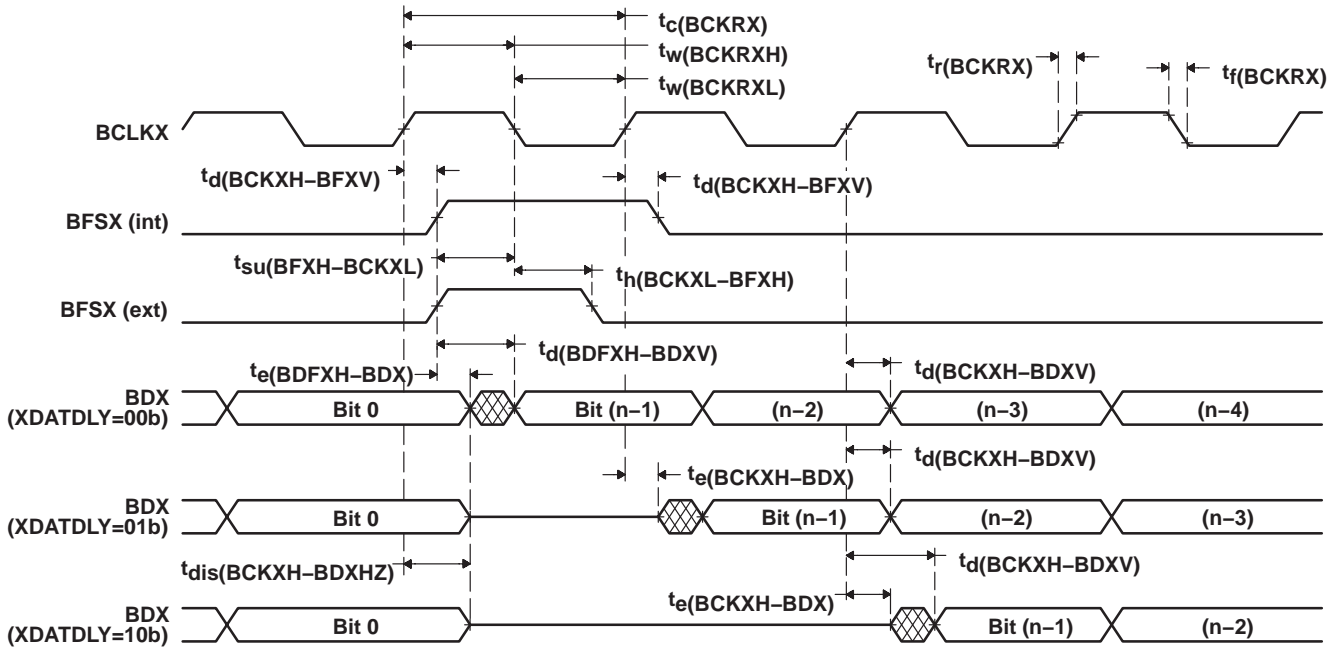 tc(BCKRX)
tw(BCKRXH)
tr(BCKRX)
tf(BCKRX)
tw(BCKRXL)
BCLKX
td(BCKXH–BFXV)
td(BCKXH–BFXV)
BFSX (int)
tsu(BFXH–BCKXL)
th(BCKXL–BFXH)
BFSX (ext)
td(BDFXH–BDXV)
te(BDFXH–BDX)
td(BCKXH–BDXV)
BDX
(XDATDLY=00b)
Bit 0
Bit (n–1)
(n–2)
(n–3)
(n–4)
td(BCKXH–BDXV)
te(BCKXH–BDX)
BDX
(XDATDLY=01b)
Bit 0
Bit (n–1)
(n–2)
(n–3)
tdis(BCKXH–BDXHZ)
td(BCKXH–BDXV)
te(BCKXH–BDX)
BDX
(XDATDLY=10b)
Bit 0
Bit (n–1)
(n–2)